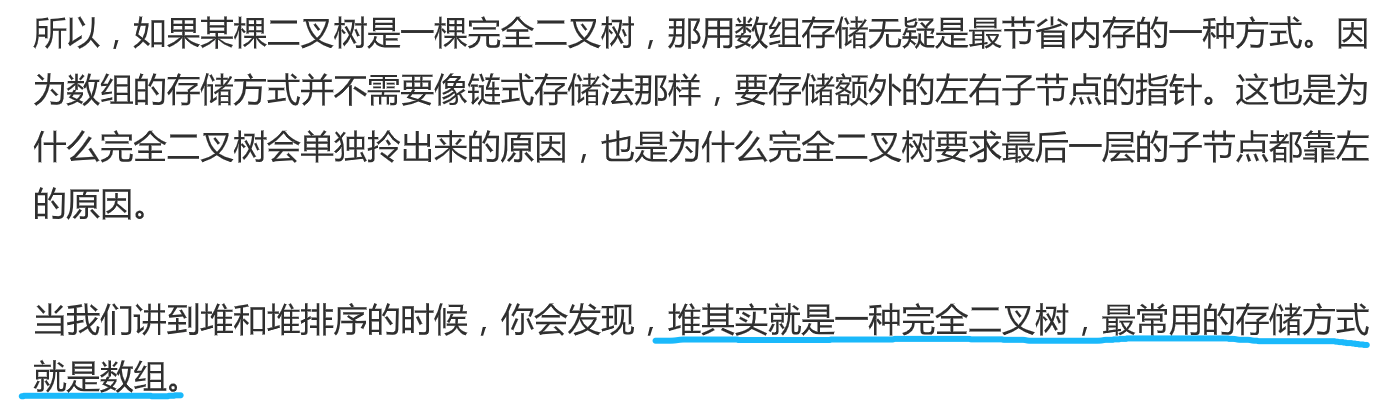 所以，如果某棵二叉树是一棵完全二叉树，那用数组存储无疑是最节省内存的一种方式。因
为数组的存储方式并不需要像链式存储法那样，要存储额外的左右子节点的指针。这也是为
什么完全二叉树会单独拎出来的原因，也是为什么完全二叉树要求最后一层的子节点都靠左
的原因。
当我们讲到堆和堆排序的时候，你会发现，堆其实就是一种完全二叉树，最常用的存储方式
就是数组。